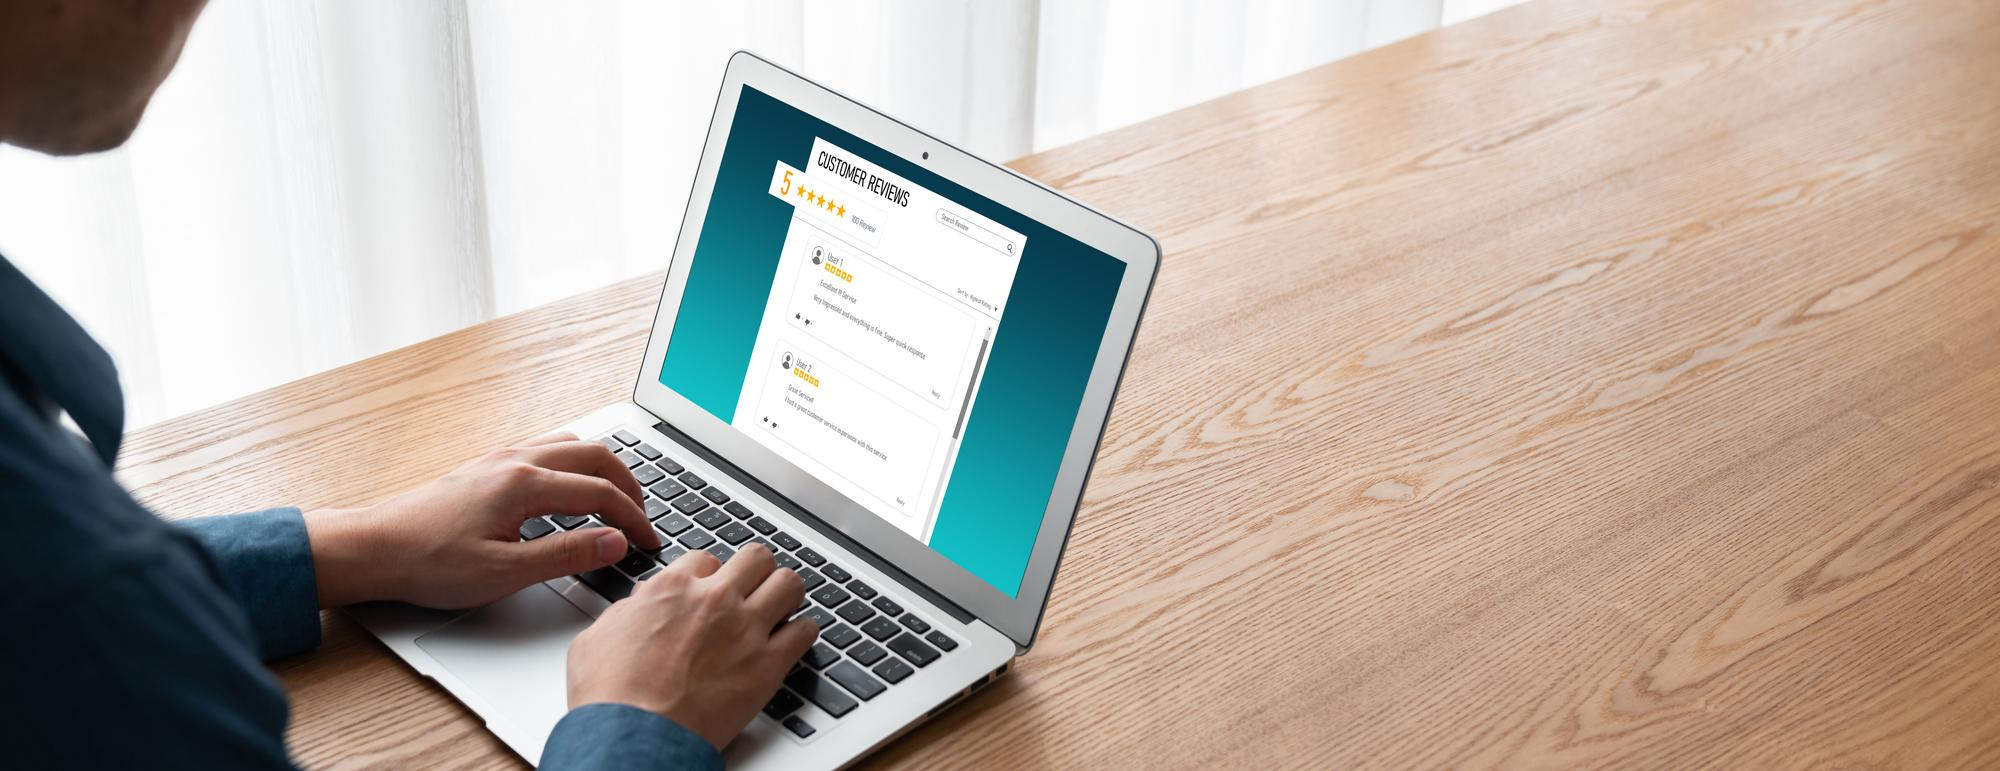 CUSTOMER REVIEWS
5
100 Review
Search Review
Sort by: Highest Rating
User 1
Excellent !!! Service
Very Impressed and everything is fine. Super quick response.
Reply
User 2
Great Service!!
I had a great customer service experience with this service
Reply
delete